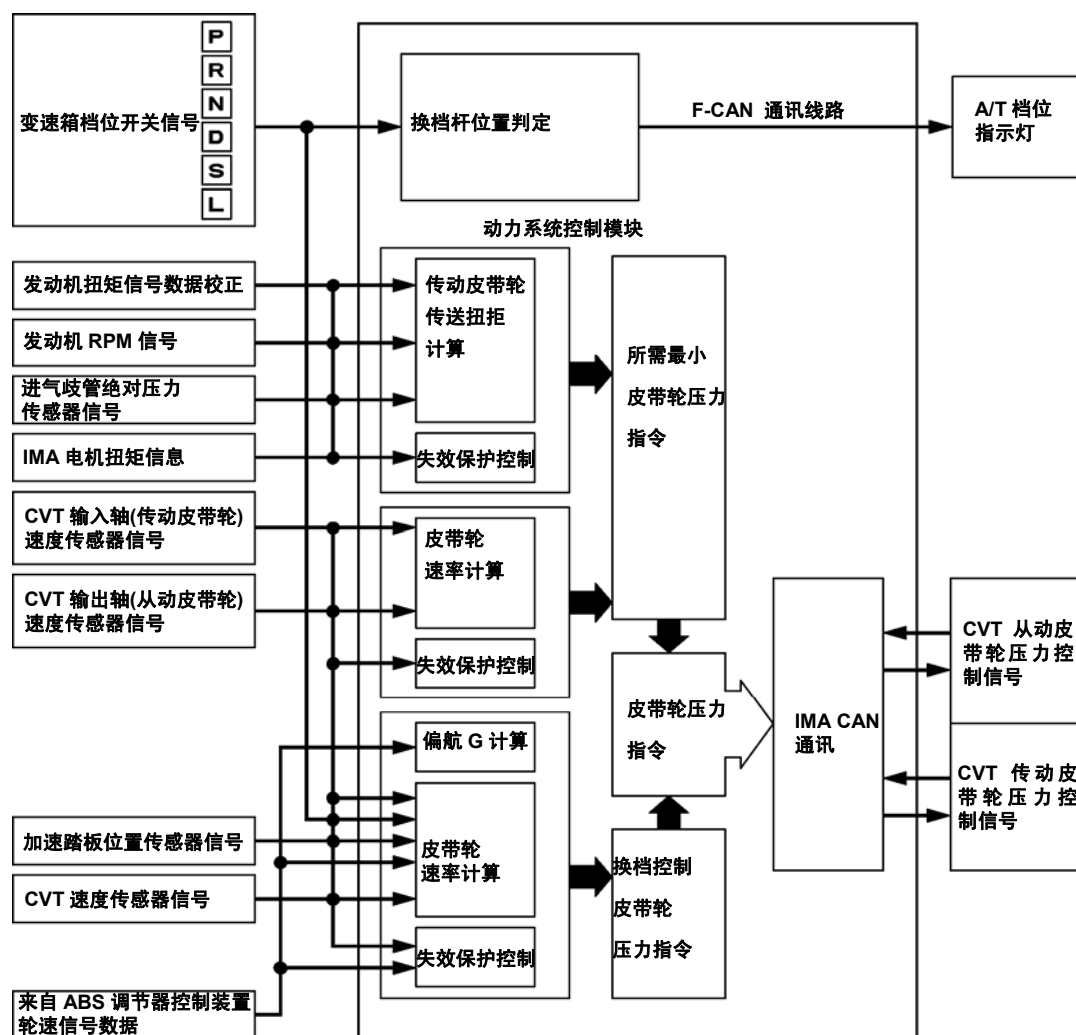 变速箱档位开关信号
P
R
N
D
S
L
换档杆位置判定
F-CAN 通讯线路
A/T 档位
指示灯
动力系统控制模块
发动机扭矩信号数据校正
发动机 RPM 信号
进气歧管绝对压力
传感器信号
IMA 电机扭矩信息
传动皮带轮
传送扭拒
计算
失效保护控制
所需最小
皮带轮压力
指令
CVT 输入轴(传动皮带轮)
速度传感器信号
CVT 输出轴(从动皮带轮)
速度传感器信号
皮带轮
速率计算
失效保护控制
皮带轮压力
指令
IMA CAN
通讯
CVT 从动皮
带轮压力控
制信号
CVT 传动皮
带轮压力控
制信号
偏航 G 计算
皮带轮
速率计算
失效保护控制
换档控制
皮带轮
压力指令
加速踏板位置传感器信号
CVT 速度传感器信号
来自 ABS 调节器控制装置
轮速信号数据